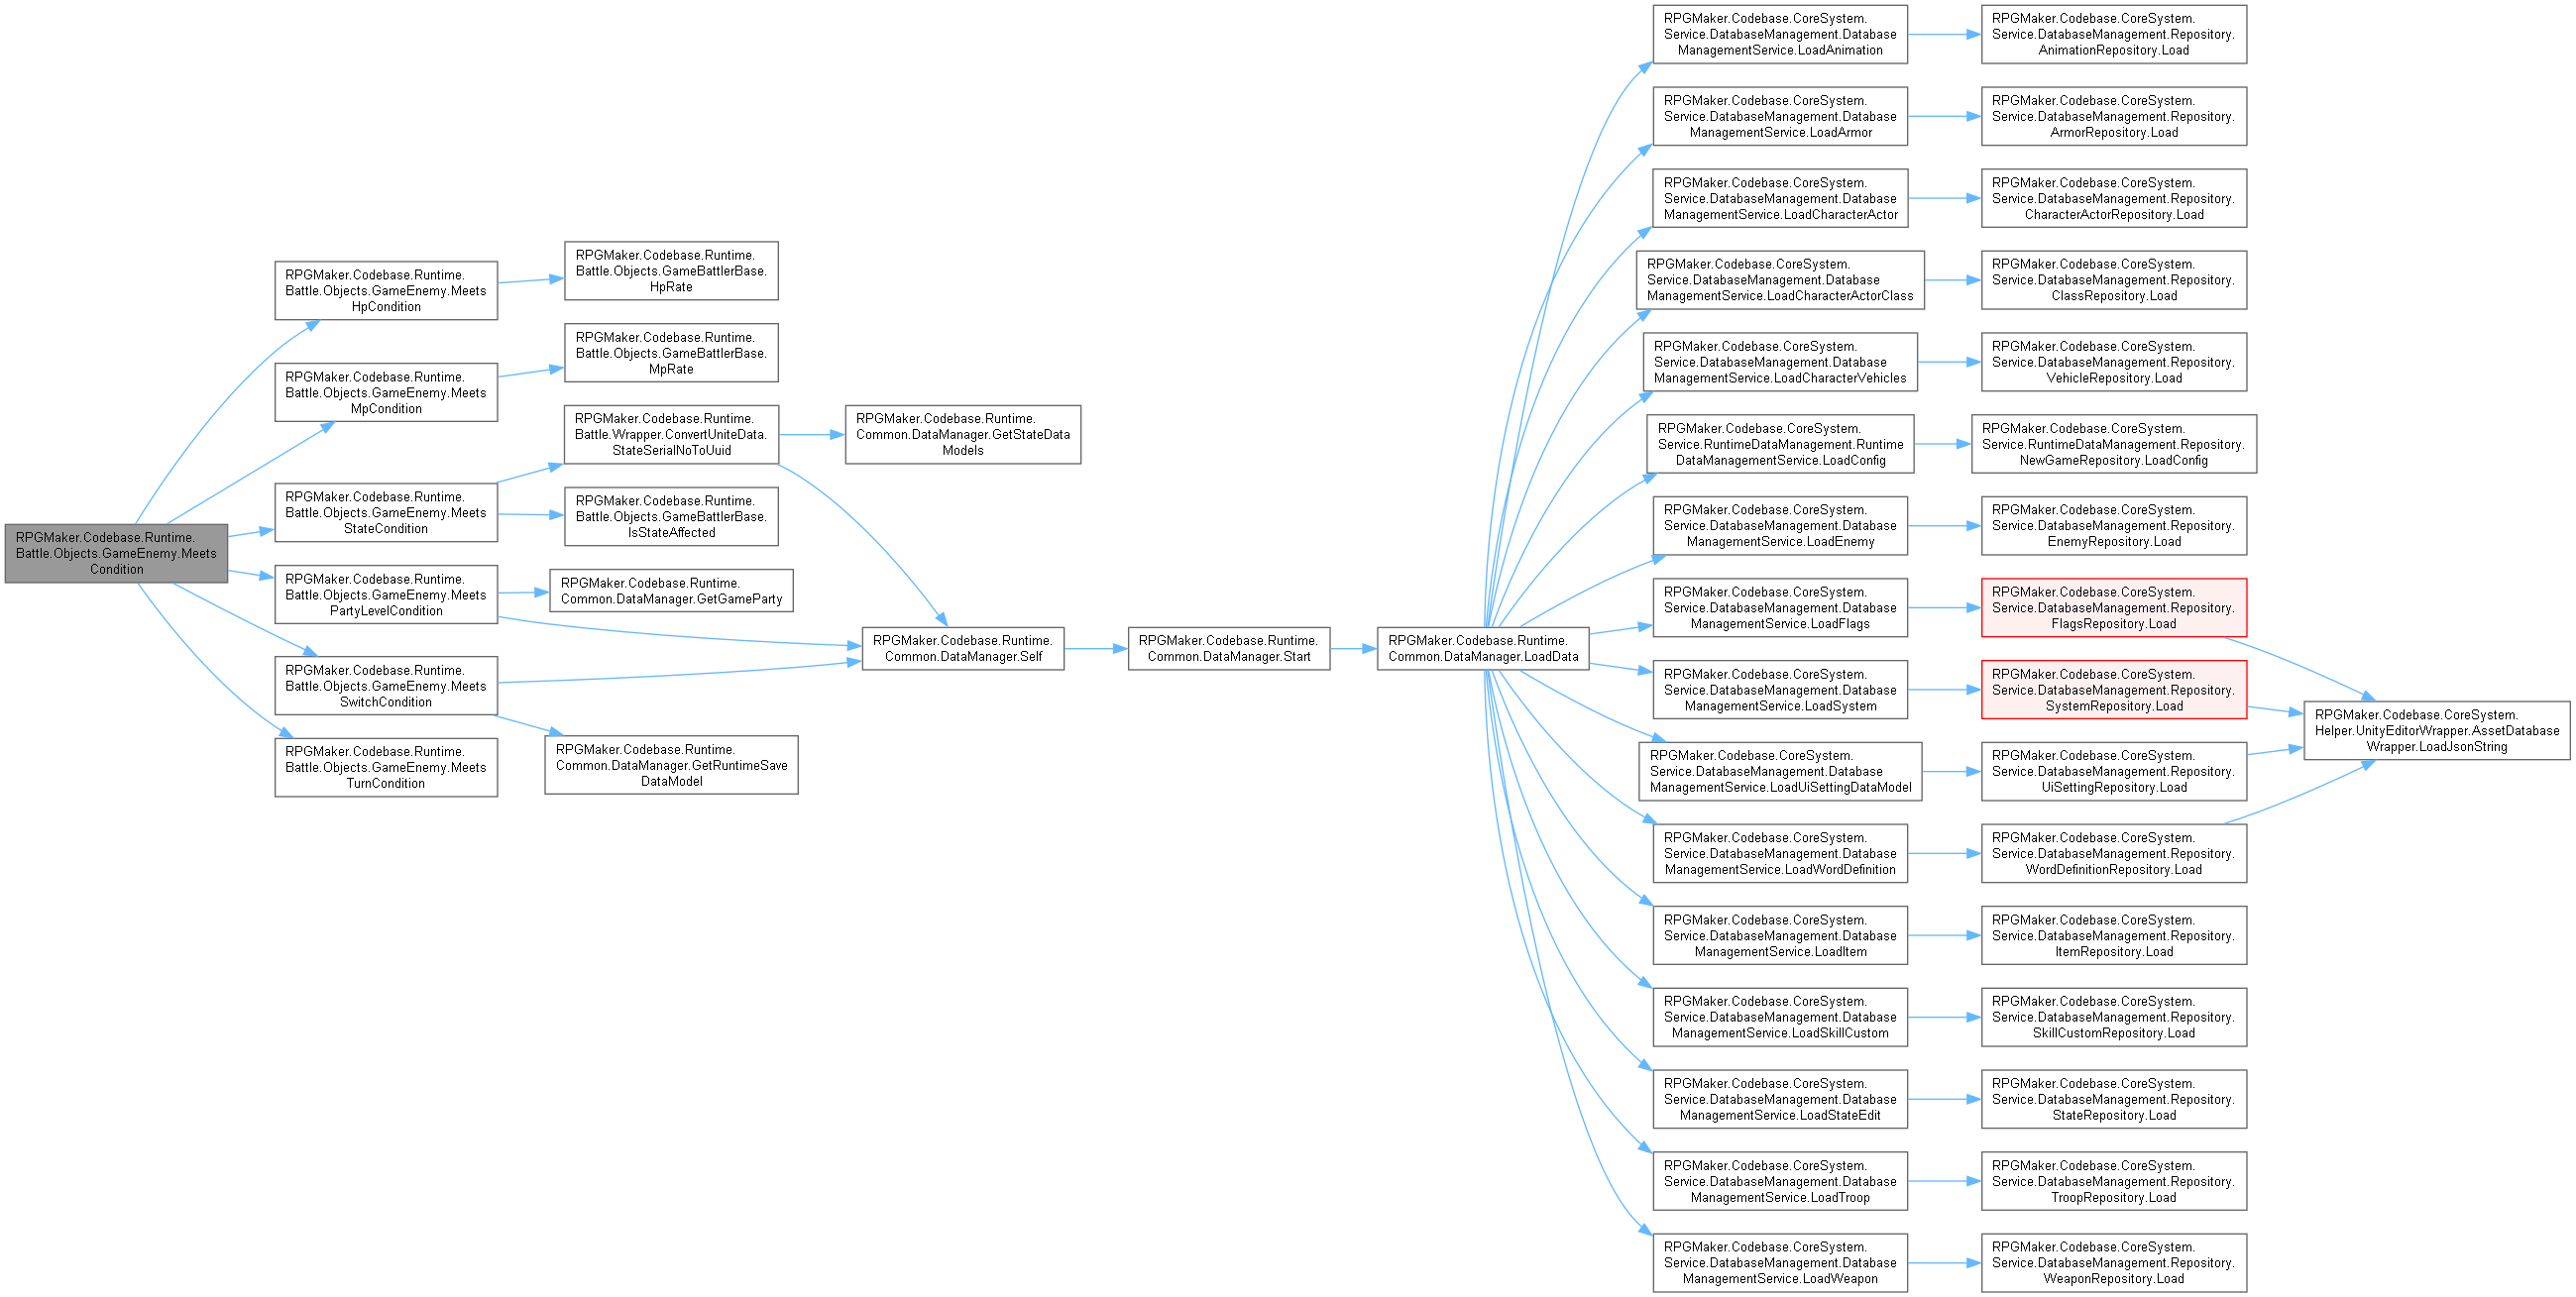 RPGMaker.Codebase.Runtime.
Battle.Objects.GameEnemy.Meets
Condition
RPGMaker.Codebase.Runtime.
Battle.Objects.GameEnemy.Meets
HpCondition
RPGMaker.Codebase.Runtime.
Battle.Objects.GameEnemy.Meets
MpCondition
RPGMaker.Codebase.Runtime.
Battle.Objects.GameEnemy.Meets
StateCondition
RPGMaker.Codebase.Runtime.
Battle.Objects.GameEnemy.Meets
PartyLevelCondition
RPGMaker.Codebase.Runtime.
Battle.Objects.GameEnemy.Meets
SwitchCondition
RPGMaker.Codebase.Runtime.
Battle.Objects.GameEnemy.Meets
TurnCondition
RPGMaker.Codebase.Runtime.
Battle.Objects.GameBattlerBase.
HpRate
RPGMaker.Codebase.Runtime.
Battle.Objects.GameBattlerBase.
MpRate
RPGMaker.Codebase.Runtime.
Battle.Wrapper.ConvertUniteData.
StateSerialNoToUuid
RPGMaker.Codebase.Runtime.
Battle.Objects.GameBattlerBase.
IsStateAffected
RPGMaker.Codebase.Runtime.
Common.DataManager.GetGameParty
RPGMaker.Codebase.Runtime.
Common.DataManager.GetRuntimeSave
DataModel
RPGMaker.Codebase.Runtime.
Common.DataManager.GetStateData
Models
RPGMaker.Codebase.Runtime.
Common.DataManager.Self
RPGMaker.Codebase.Runtime.
Common.DataManager.Start
RPGMaker.Codebase.Runtime.
Common.DataManager.LoadData
RPGMaker.Codebase.CoreSystem.
Service.DatabaseManagement.Database
ManagementService.LoadAnimation
RPGMaker.Codebase.CoreSystem.
Service.DatabaseManagement.Database
ManagementService.LoadArmor
RPGMaker.Codebase.CoreSystem.
Service.DatabaseManagement.Database
ManagementService.LoadCharacterActor
RPGMaker.Codebase.CoreSystem.
Service.DatabaseManagement.Database
ManagementService.LoadCharacterActorClass
RPGMaker.Codebase.CoreSystem.
Service.DatabaseManagement.Database
ManagementService.LoadCharacterVehicles
RPGMaker.Codebase.CoreSystem.
Service.RuntimeDataManagement.Runtime
DataManagementService.LoadConfig
RPGMaker.Codebase.CoreSystem.
Service.DatabaseManagement.Database
ManagementService.LoadEnemy
RPGMaker.Codebase.CoreSystem.
Service.DatabaseManagement.Database
ManagementService.LoadFlags
RPGMaker.Codebase.CoreSystem.
Service.DatabaseManagement.Database
ManagementService.LoadSystem
RPGMaker.Codebase.CoreSystem.
Service.DatabaseManagement.Database
ManagementService.LoadUiSettingDataModel
RPGMaker.Codebase.CoreSystem.
Service.DatabaseManagement.Database
ManagementService.LoadWordDefinition
RPGMaker.Codebase.CoreSystem.
Service.DatabaseManagement.Database
ManagementService.LoadItem
RPGMaker.Codebase.CoreSystem.
Service.DatabaseManagement.Database
ManagementService.LoadSkillCustom
RPGMaker.Codebase.CoreSystem.
Service.DatabaseManagement.Database
ManagementService.LoadStateEdit
RPGMaker.Codebase.CoreSystem.
Service.DatabaseManagement.Database
ManagementService.LoadTroop
RPGMaker.Codebase.CoreSystem.
Service.DatabaseManagement.Database
ManagementService.LoadWeapon
RPGMaker.Codebase.CoreSystem.
Service.DatabaseManagement.Repository.
AnimationRepository.Load
RPGMaker.Codebase.CoreSystem.
Service.DatabaseManagement.Repository.
ArmorRepository.Load
RPGMaker.Codebase.CoreSystem.
Service.DatabaseManagement.Repository.
CharacterActorRepository.Load
RPGMaker.Codebase.CoreSystem.
Service.DatabaseManagement.Repository.
ClassRepository.Load
RPGMaker.Codebase.CoreSystem.
Service.DatabaseManagement.Repository.
VehicleRepository.Load
RPGMaker.Codebase.CoreSystem.
Service.RuntimeDataManagement.Repository.
NewGameRepository.LoadConfig
RPGMaker.Codebase.CoreSystem.
Service.DatabaseManagement.Repository.
EnemyRepository.Load
RPGMaker.Codebase.CoreSystem.
Service.DatabaseManagement.Repository.
FlagsRepository.Load
RPGMaker.Codebase.CoreSystem.
Service.DatabaseManagement.Repository.
SystemRepository.Load
RPGMaker.Codebase.CoreSystem.
Service.DatabaseManagement.Repository.
UiSettingRepository.Load
RPGMaker.Codebase.CoreSystem.
Service.DatabaseManagement.Repository.
WordDefinitionRepository.Load
RPGMaker.Codebase.CoreSystem.
Service.DatabaseManagement.Repository.
ItemRepository.Load
RPGMaker.Codebase.CoreSystem.
Service.DatabaseManagement.Repository.
SkillCustomRepository.Load
RPGMaker.Codebase.CoreSystem.
Service.DatabaseManagement.Repository.
StateRepository.Load
RPGMaker.Codebase.CoreSystem.
Service.DatabaseManagement.Repository.
TroopRepository.Load
RPGMaker.Codebase.CoreSystem.
Service.DatabaseManagement.Repository.
WeaponRepository.Load
RPGMaker.Codebase.CoreSystem.
Helper.UnityEditorWrapper.AssetDatabase
Wrapper.LoadJsonString